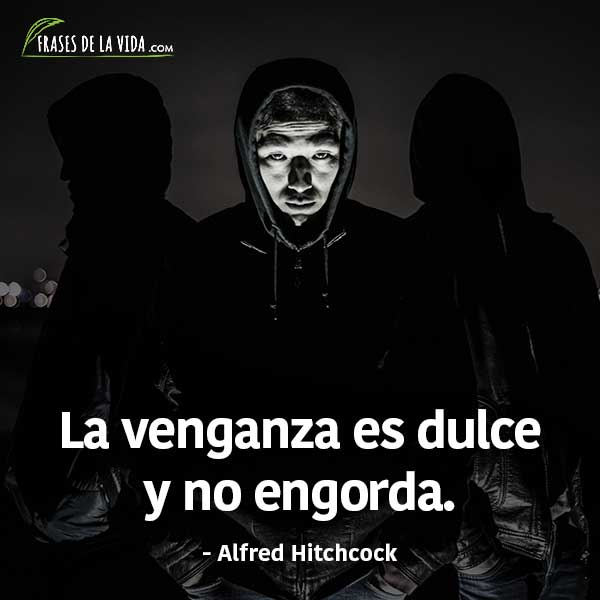 FRASES DE LA VIDA.COM
La venganza es dulce
y no engorda.
- Alfred Hitchcock